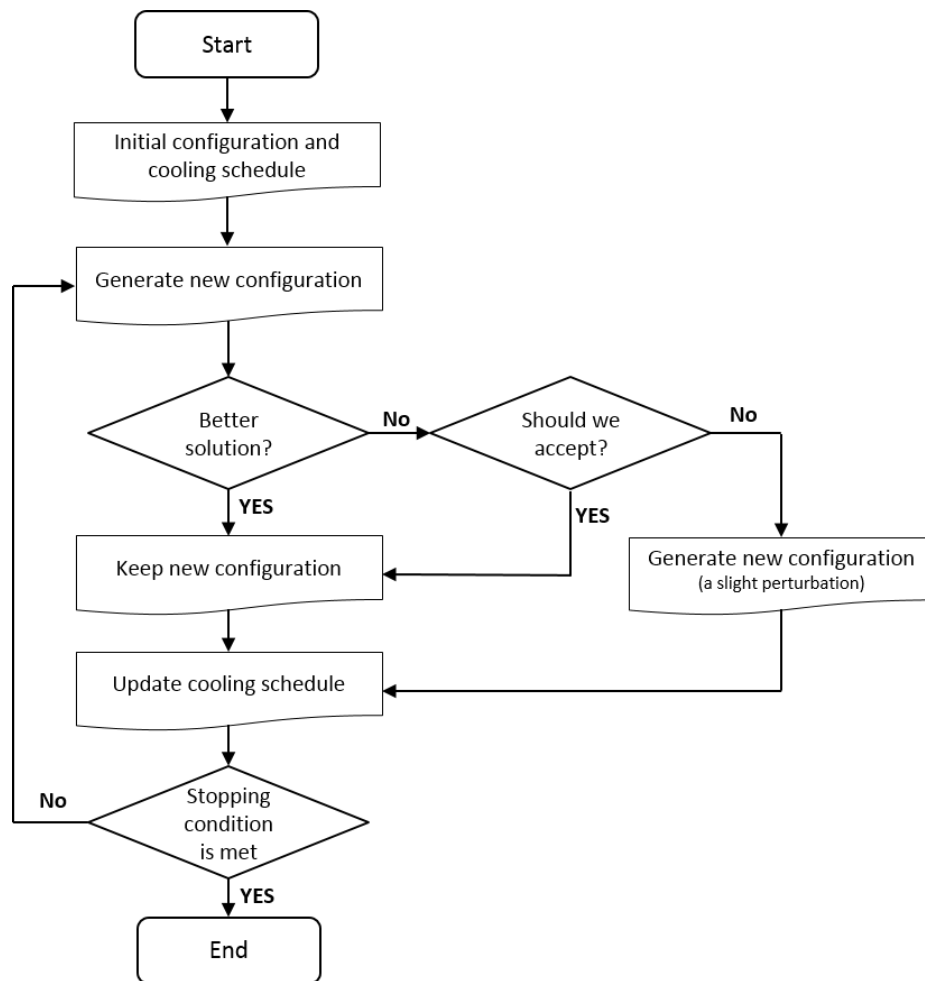 Start
Initial configuration and
cooling schedule
Generate new configuration
Better
solution?
No
Should we
accept?
No
YES
YES
Keep new configuration
Generate new configuration
(a slight perturbation)
Update cooling schedule
No
Stopping
condition
is met
YES
End